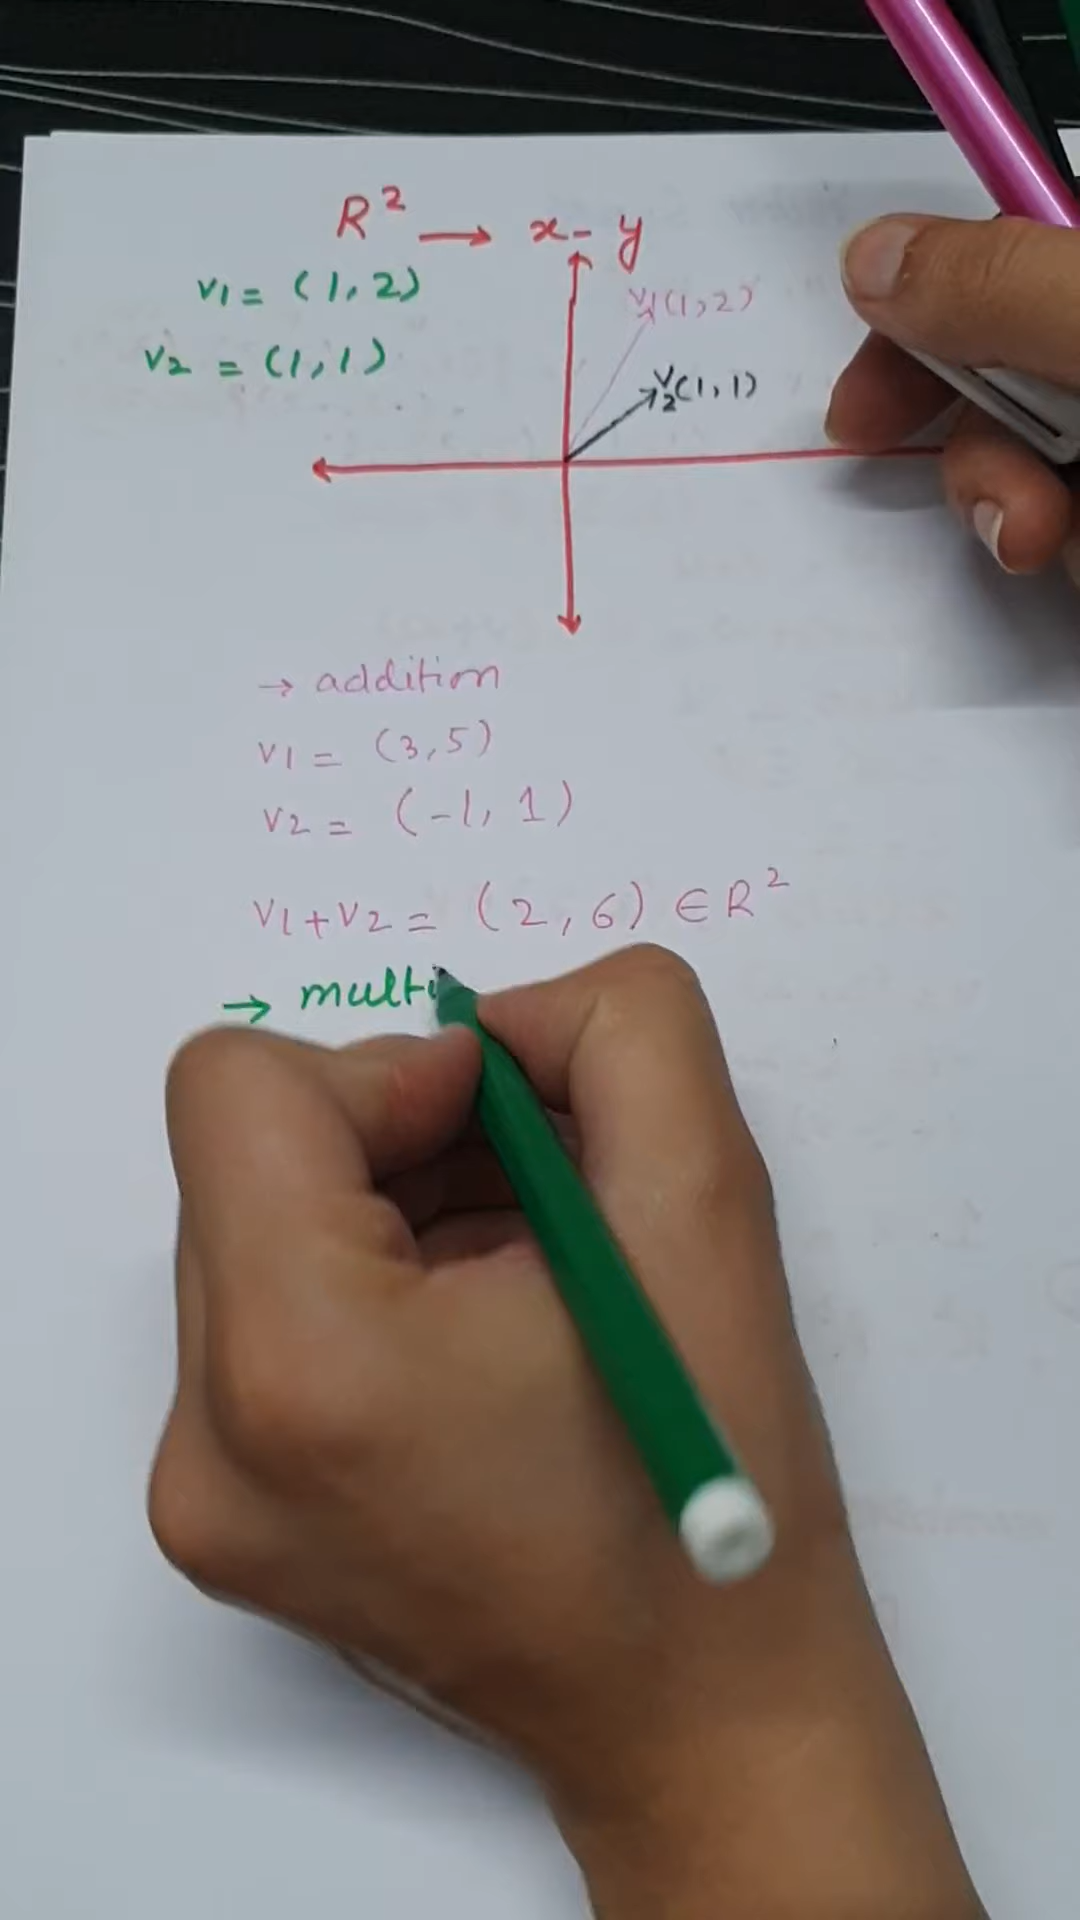 R² → x - y
v1 = (1, 2)
v1(1,2)
v2 = (1, 1)
v2(1, 1)
→ addition
v1 = (3, 5)
v2 = (-1, 1)
v1+v2 = (2, 6) ∈ R²
→ multi